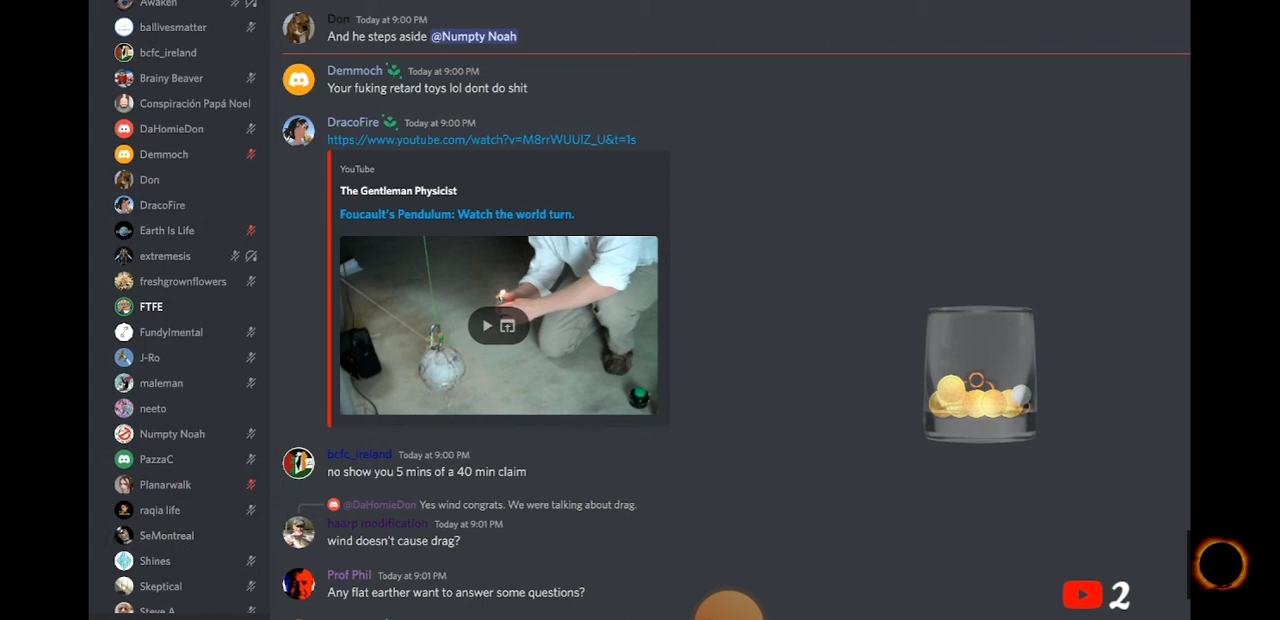 Awaken
ballivesmatter
bcfc_ireland
Brainy Beaver
Conspiración Papá Noel
DaHomieDon
Demmoch
Don
DracoFire
Earth Is Life
extremesis
freshgrownflowers
FTFE
FundyImental
J-Ro
maleman
neeto
Numpty Noah
PazzaC
Planarwalk
raqia life
SeMontreal
Shines
Skeptical
Steve A
Don Today at 9:00 PM
And he steps aside @Numpty Noah
Demmoch Today at 9:00 PM
Your fuking retard toys lol dont do shit
DracoFire Today at 9:00 PM
https://www.youtube.com/watch?v=M8rrWUUlZ_U&t=1s
YouTube
The Gentleman Physicist
Foucault's Pendulum: Watch the world turn.
bcfc_ireland Today at 9:00 PM
no show you 5 mins of a 40 min claim
@DaHomieDon Yes wind congrats. We were talking about drag.
haarp modification Today at 9:01 PM
wind doesn't cause drag?
Prof Phil Today at 9:01 PM
Any flat earther want to answer some questions?
2